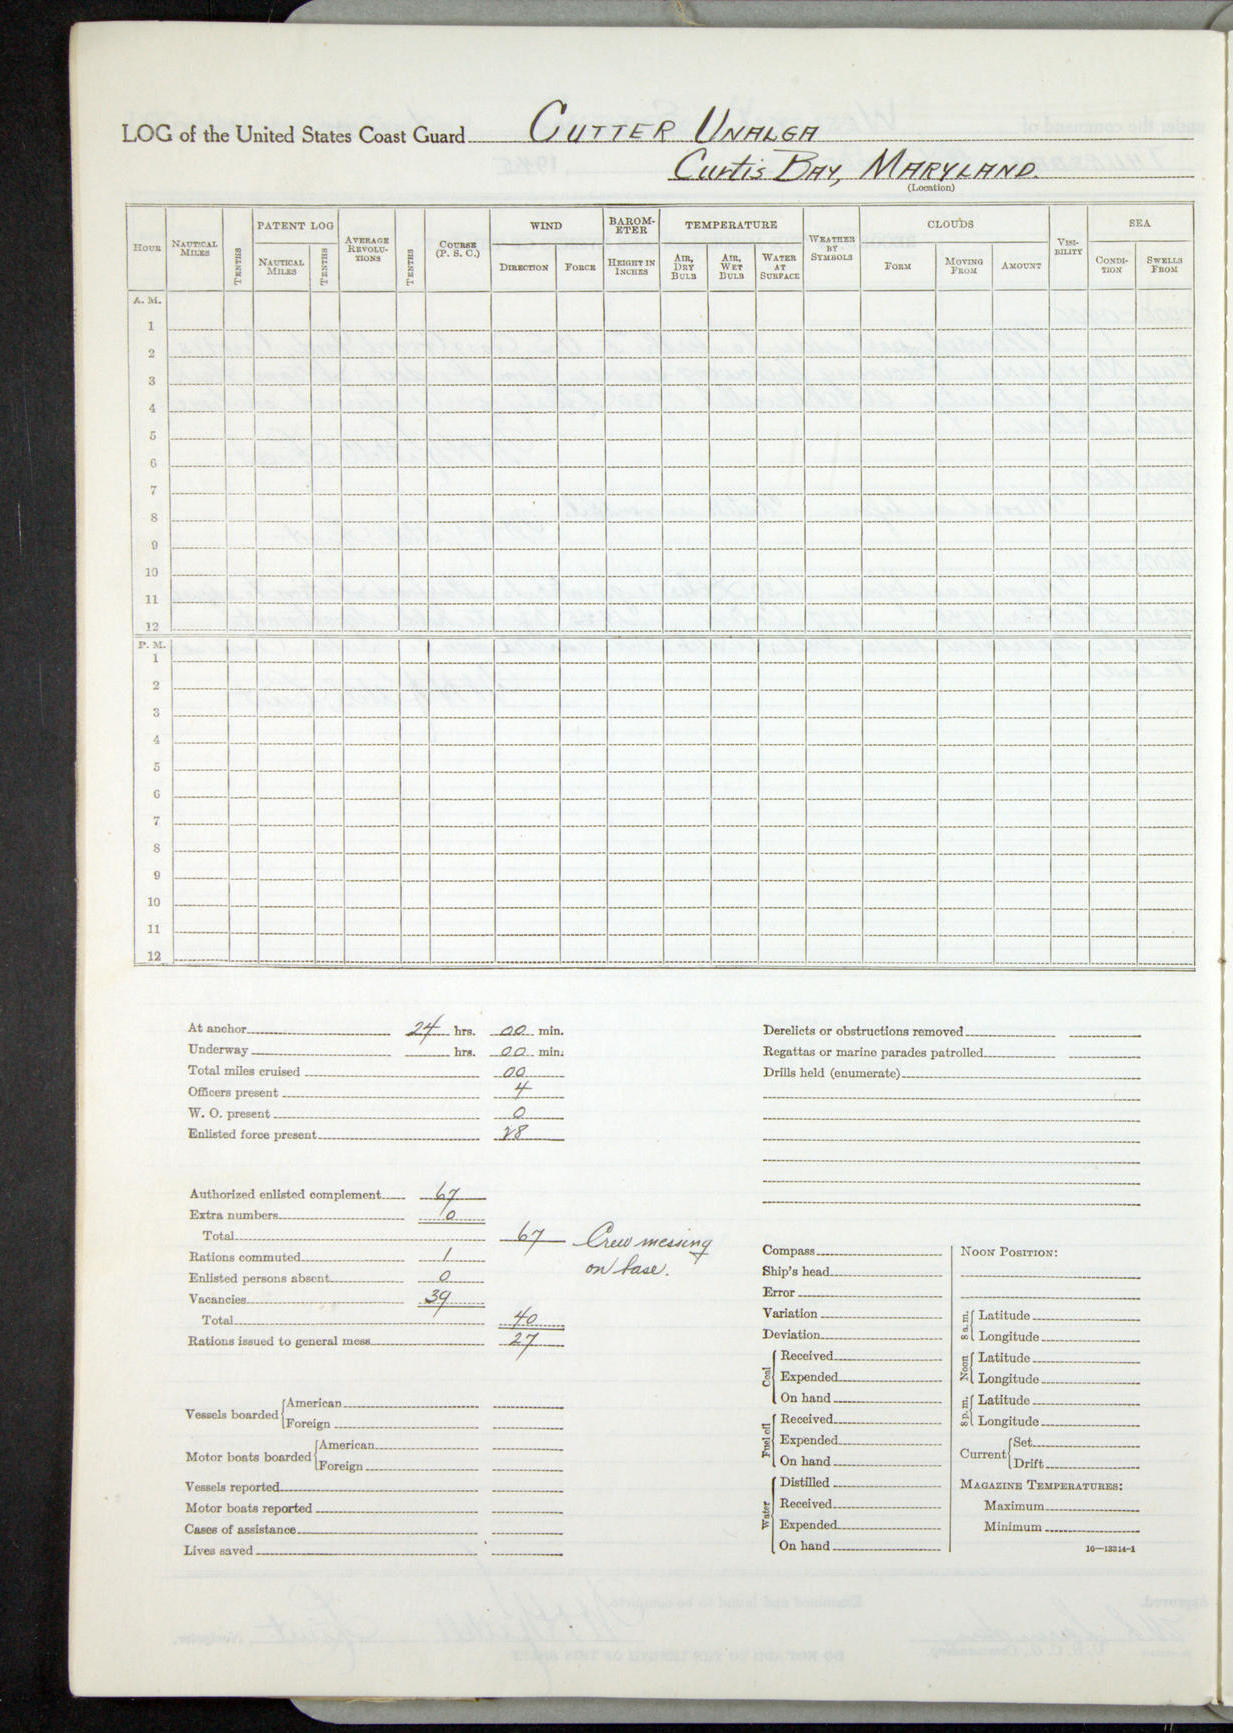 LOG of the United States Coast Guard CUTTER UNALGA
Curtis BAY, MARYLAND.
(Location)
HOUR
NAUTICAL MILES
TENTHS
PATENT LOG
NAUTICAL MILES
TENTHS
AVERAGE REVOLU-TIONS
TENTHS
COURSE (P. S. C.)
WIND
DIRECTION
FORCE
BAROM-ETER
HEIGHT IN INCHES
TEMPERATURE
AIR, DRY BULB
AIR, WET BULB
WATER AT SURFACE
WEATHER BY SYMBOLS
CLOUDS
FORM
MOVING FROM
AMOUNT
VISI-BILITY
SEA
CONDI-TION
SWELLS FROM
A. M.
1
2
3
4
5
6
7
8
9
10
11
12
P. M.
1
2
3
4
5
6
7
8
9
10
11
12
At anchor 24 hrs. 00 min.
Underway hrs. 00 min.
Total miles cruised 00
Officers present 4
W. O. present 0
Enlisted force present 28
Authorized enlisted complement 67
Extra numbers 0
Total 67 Crew messing
on base.
Rations commuted 1
Enlisted persons absent 0
Vacancies 39
Total 40
Rations issued to general mess 27
Vessels boarded
American
Foreign
Motor boats boarded
American
Foreign
Vessels reported
Motor boats reported
Cases of assistance
Lives saved
Derelicts or obstructions removed
Regattas or marine parades patrolled
Drills held (enumerate)
Compass
Ship's head
Error
Variation
Deviation
Coal
Received
Expended
On hand
Fuel oil
Received
Expended
On hand
Water
Distilled
Received
Expended
On hand
NOON POSITION:
8 a.m.
Latitude
Longitude
Noon
Latitude
Longitude
8 p.m.
Latitude
Longitude
Current
Set
Drift
MAGAZINE TEMPERATURES:
Maximum
Minimum
16—13314-1